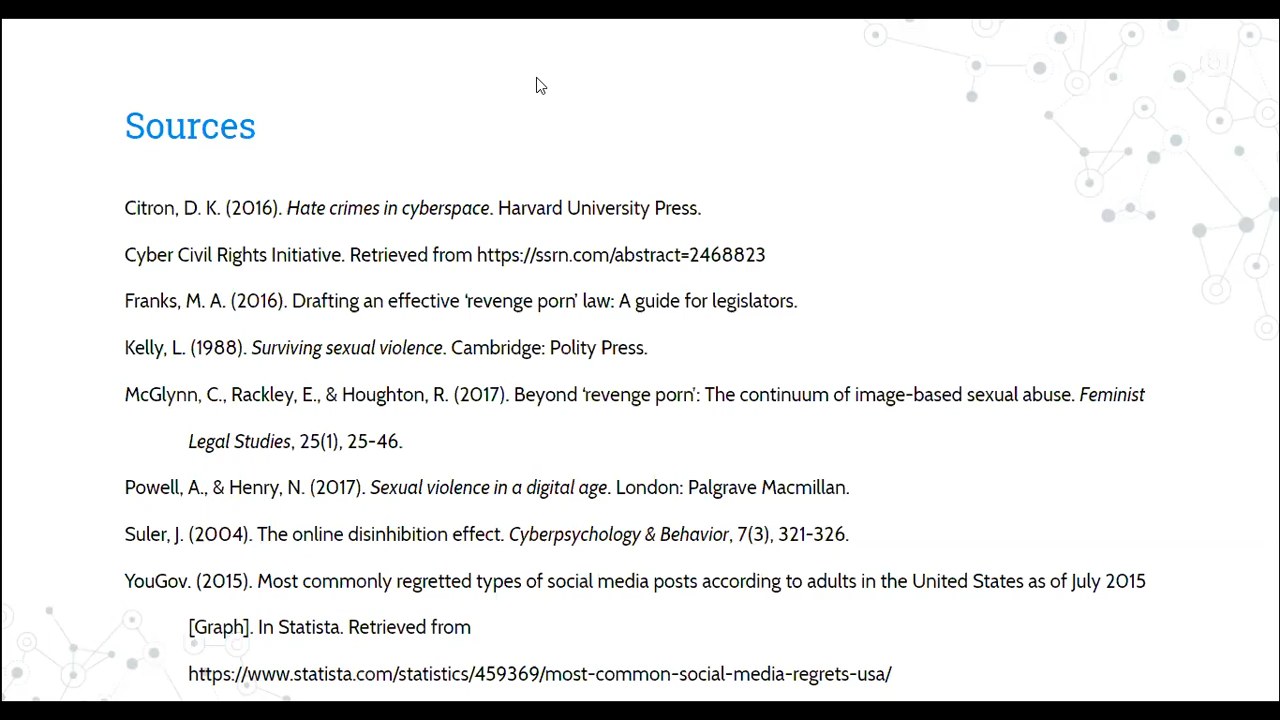 Sources
Citron, D. K. (2016). Hate crimes in cyberspace. Harvard University Press.
Cyber Civil Rights Initiative. Retrieved from https://ssrn.com/abstract=2468823
Franks, M. A. (2016). Drafting an effective ‘revenge porn’ law: A guide for legislators.
Kelly, L. (1988). Surviving sexual violence. Cambridge: Polity Press.
McGlynn, C., Rackley, E., & Houghton, R. (2017). Beyond ‘revenge porn’: The continuum of image-based sexual abuse. Feminist
Legal Studies, 25(1), 25-46.
Powell, A., & Henry, N. (2017). Sexual violence in a digital age. London: Palgrave Macmillan.
Suler, J. (2004). The online disinhibition effect. Cyberpsychology & Behavior, 7(3), 321-326.
YouGov. (2015). Most commonly regretted types of social media posts according to adults in the United States as of July 2015
[Graph]. In Statista. Retrieved from
https://www.statista.com/statistics/459369/most-common-social-media-regrets-usa/